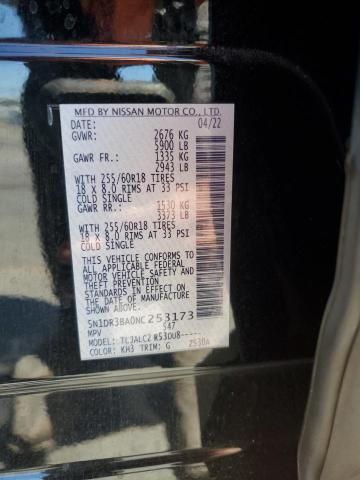 MFD BY NISSAN MOTOR CO., LTD.
DATE: 04/22
GVWR: 2676 KG
5900 LB
GAWR FR.: 1335 KG
2943 LB
WITH 255/60R18 TIRES
18 X 8.0 RIMS AT 33 PSI
COLD SINGLE
GAWR RR.: 1530 KG
3373 LB
WITH 255/60R18 TIRES
18 X 8.0 RIMS AT 33 PSI
COLD SINGLE
THIS VEHICLE CONFORMS TO
ALL APPLICABLE FEDERAL
MOTOR VEHICLE SAFETY AND
THEFT PREVENTION
STANDARDS IN EFFECT ON
THE DATE OF MANUFACTURE
SHOWN ABOVE.
5N1DR3BA0NC253173
MPV 547
MODEL: TLJALCZ R53DU8-----
COLOR: KH3 TRIM: G Z530A